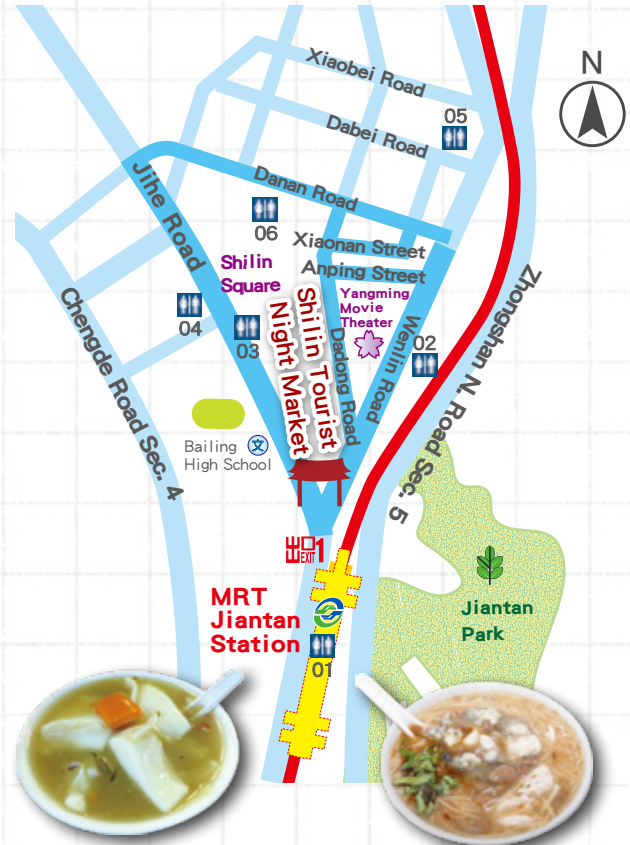 N
Xiaobei Road
05
Dabei Road
Danan Road
Jihe Road
06
Xiaonan Street
Shilin
Square
Anping Street
Yangming
Movie
Theater
04
03
Shilin Tourist
Night Market
Dadong Road
Wenlin Road
02
Zhongshan N. Road Sec. 5
Chengde Road Sec. 4
Bailing
High School
文
出口
EXIT
1
MRT
Jiantan
Station
01
Jiantan
Park